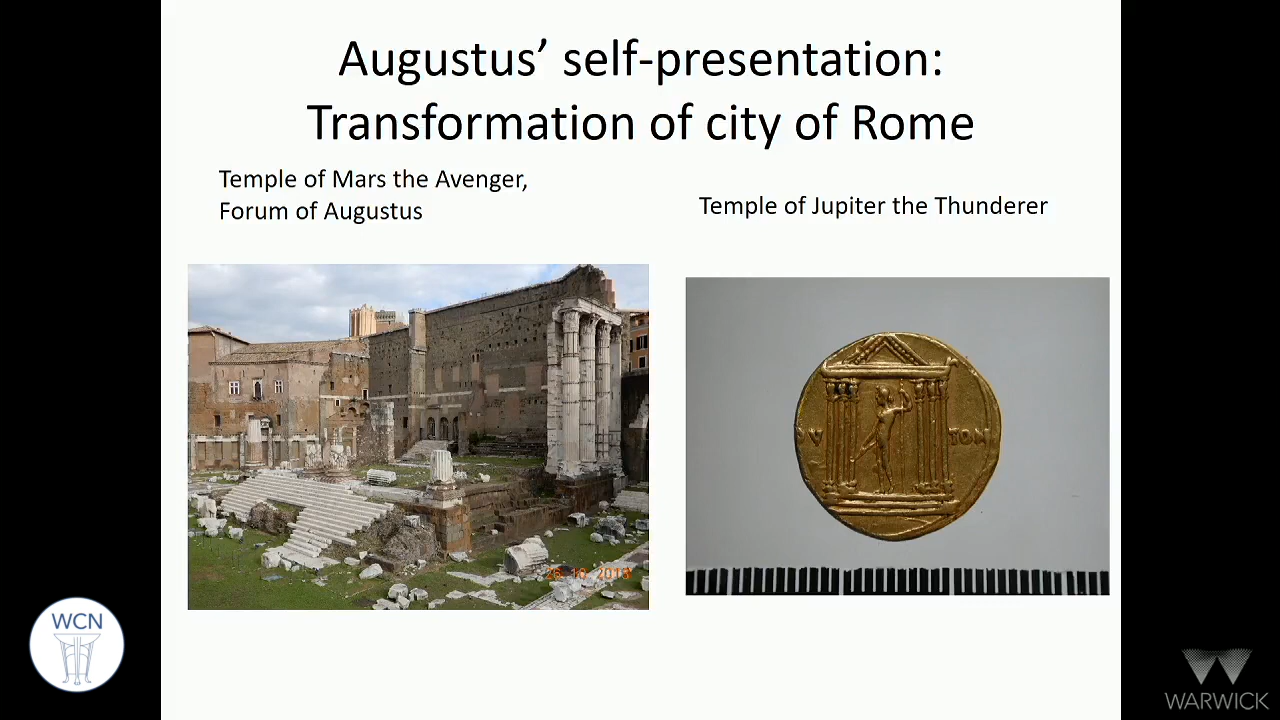 Augustus’ self-presentation:
Transformation of city of Rome
Temple of Mars the Avenger,
Forum of Augustus
Temple of Jupiter the Thunderer
TON
WCN
WARWICK